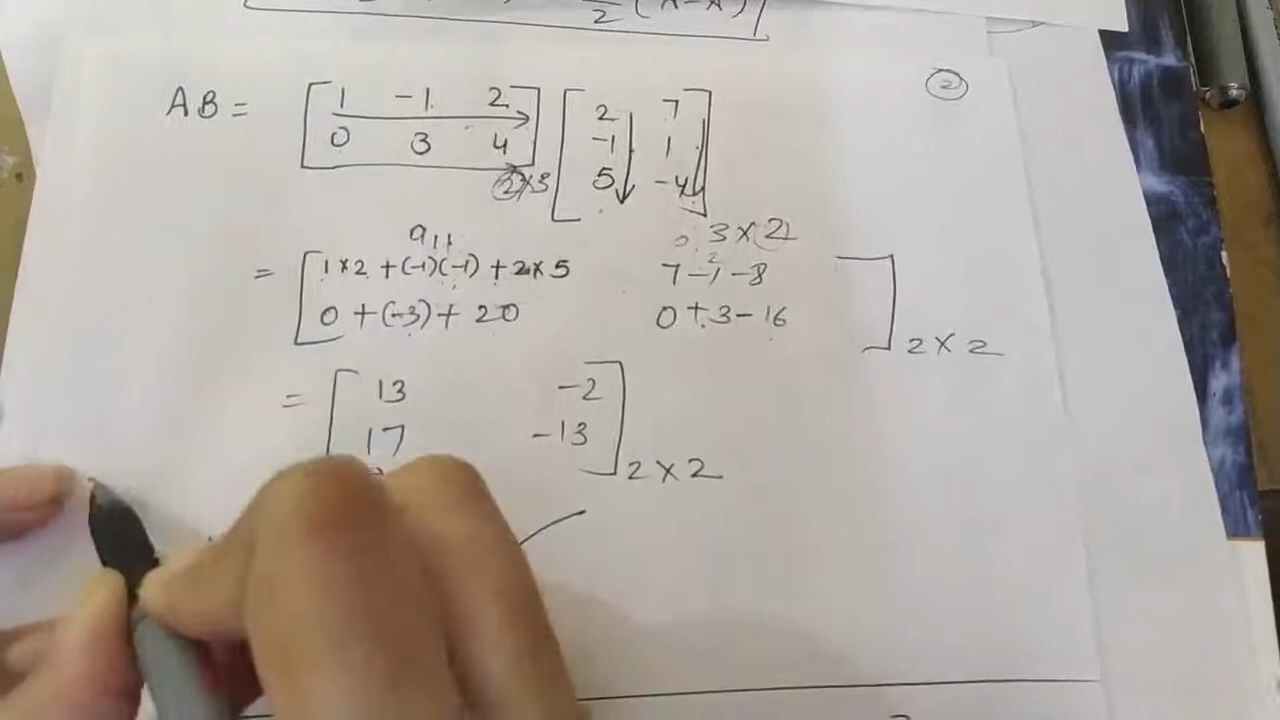 2 (x-x)
②
AB = [1 -1 2] [2 7]
[0 3 4] [-1 1]
②×3 [5 -4]
3×2
a₁₁
= [1×2 +(-1)(-1) + 2×5 7-1-8]
[0 +(-3)+ 20 0+3-16] 2×2
= [13 -2]
[17 -13] 2×2